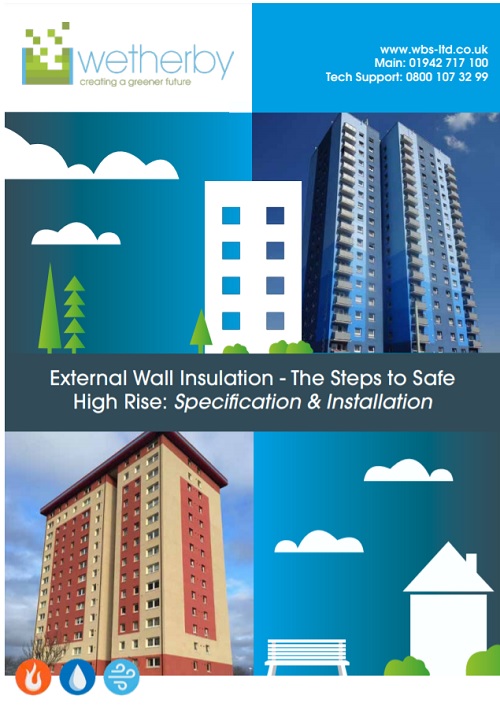 wetherby
creating a greener future
www.wbs-ltd.co.uk
Main: 01942 717 100
Tech Support: 0800 107 32 99
External Wall Insulation - The Steps to Safe
High Rise: Specification & Installation